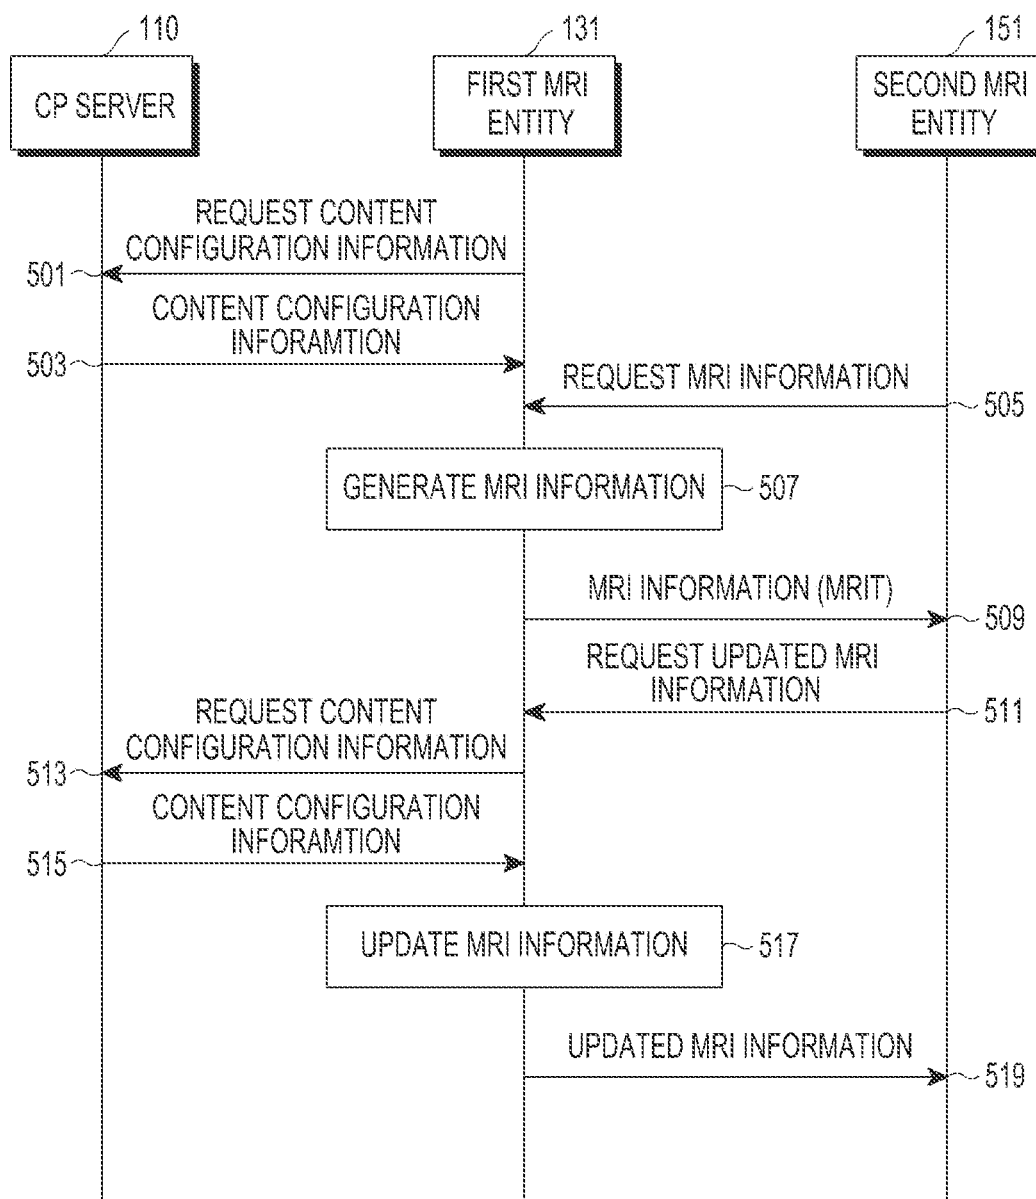 110
131
151
CP SERVER
FIRST MRI
ENTITY
SECOND MRI
ENTITY
REQUEST CONTENT
CONFIGURATION INFORMATION
501
CONTENT CONFIGURATION
INFORAMTION
503
REQUEST MRI INFORMATION
505
GENERATE MRI INFORMATION
507
MRI INFORMATION (MRIT)
509
REQUEST UPDATED MRI
INFORMATION
511
REQUEST CONTENT
CONFIGURATION INFORMATION
513
CONTENT CONFIGURATION
INFORAMTION
515
UPDATE MRI INFORMATION
517
UPDATED MRI INFORMATION
519